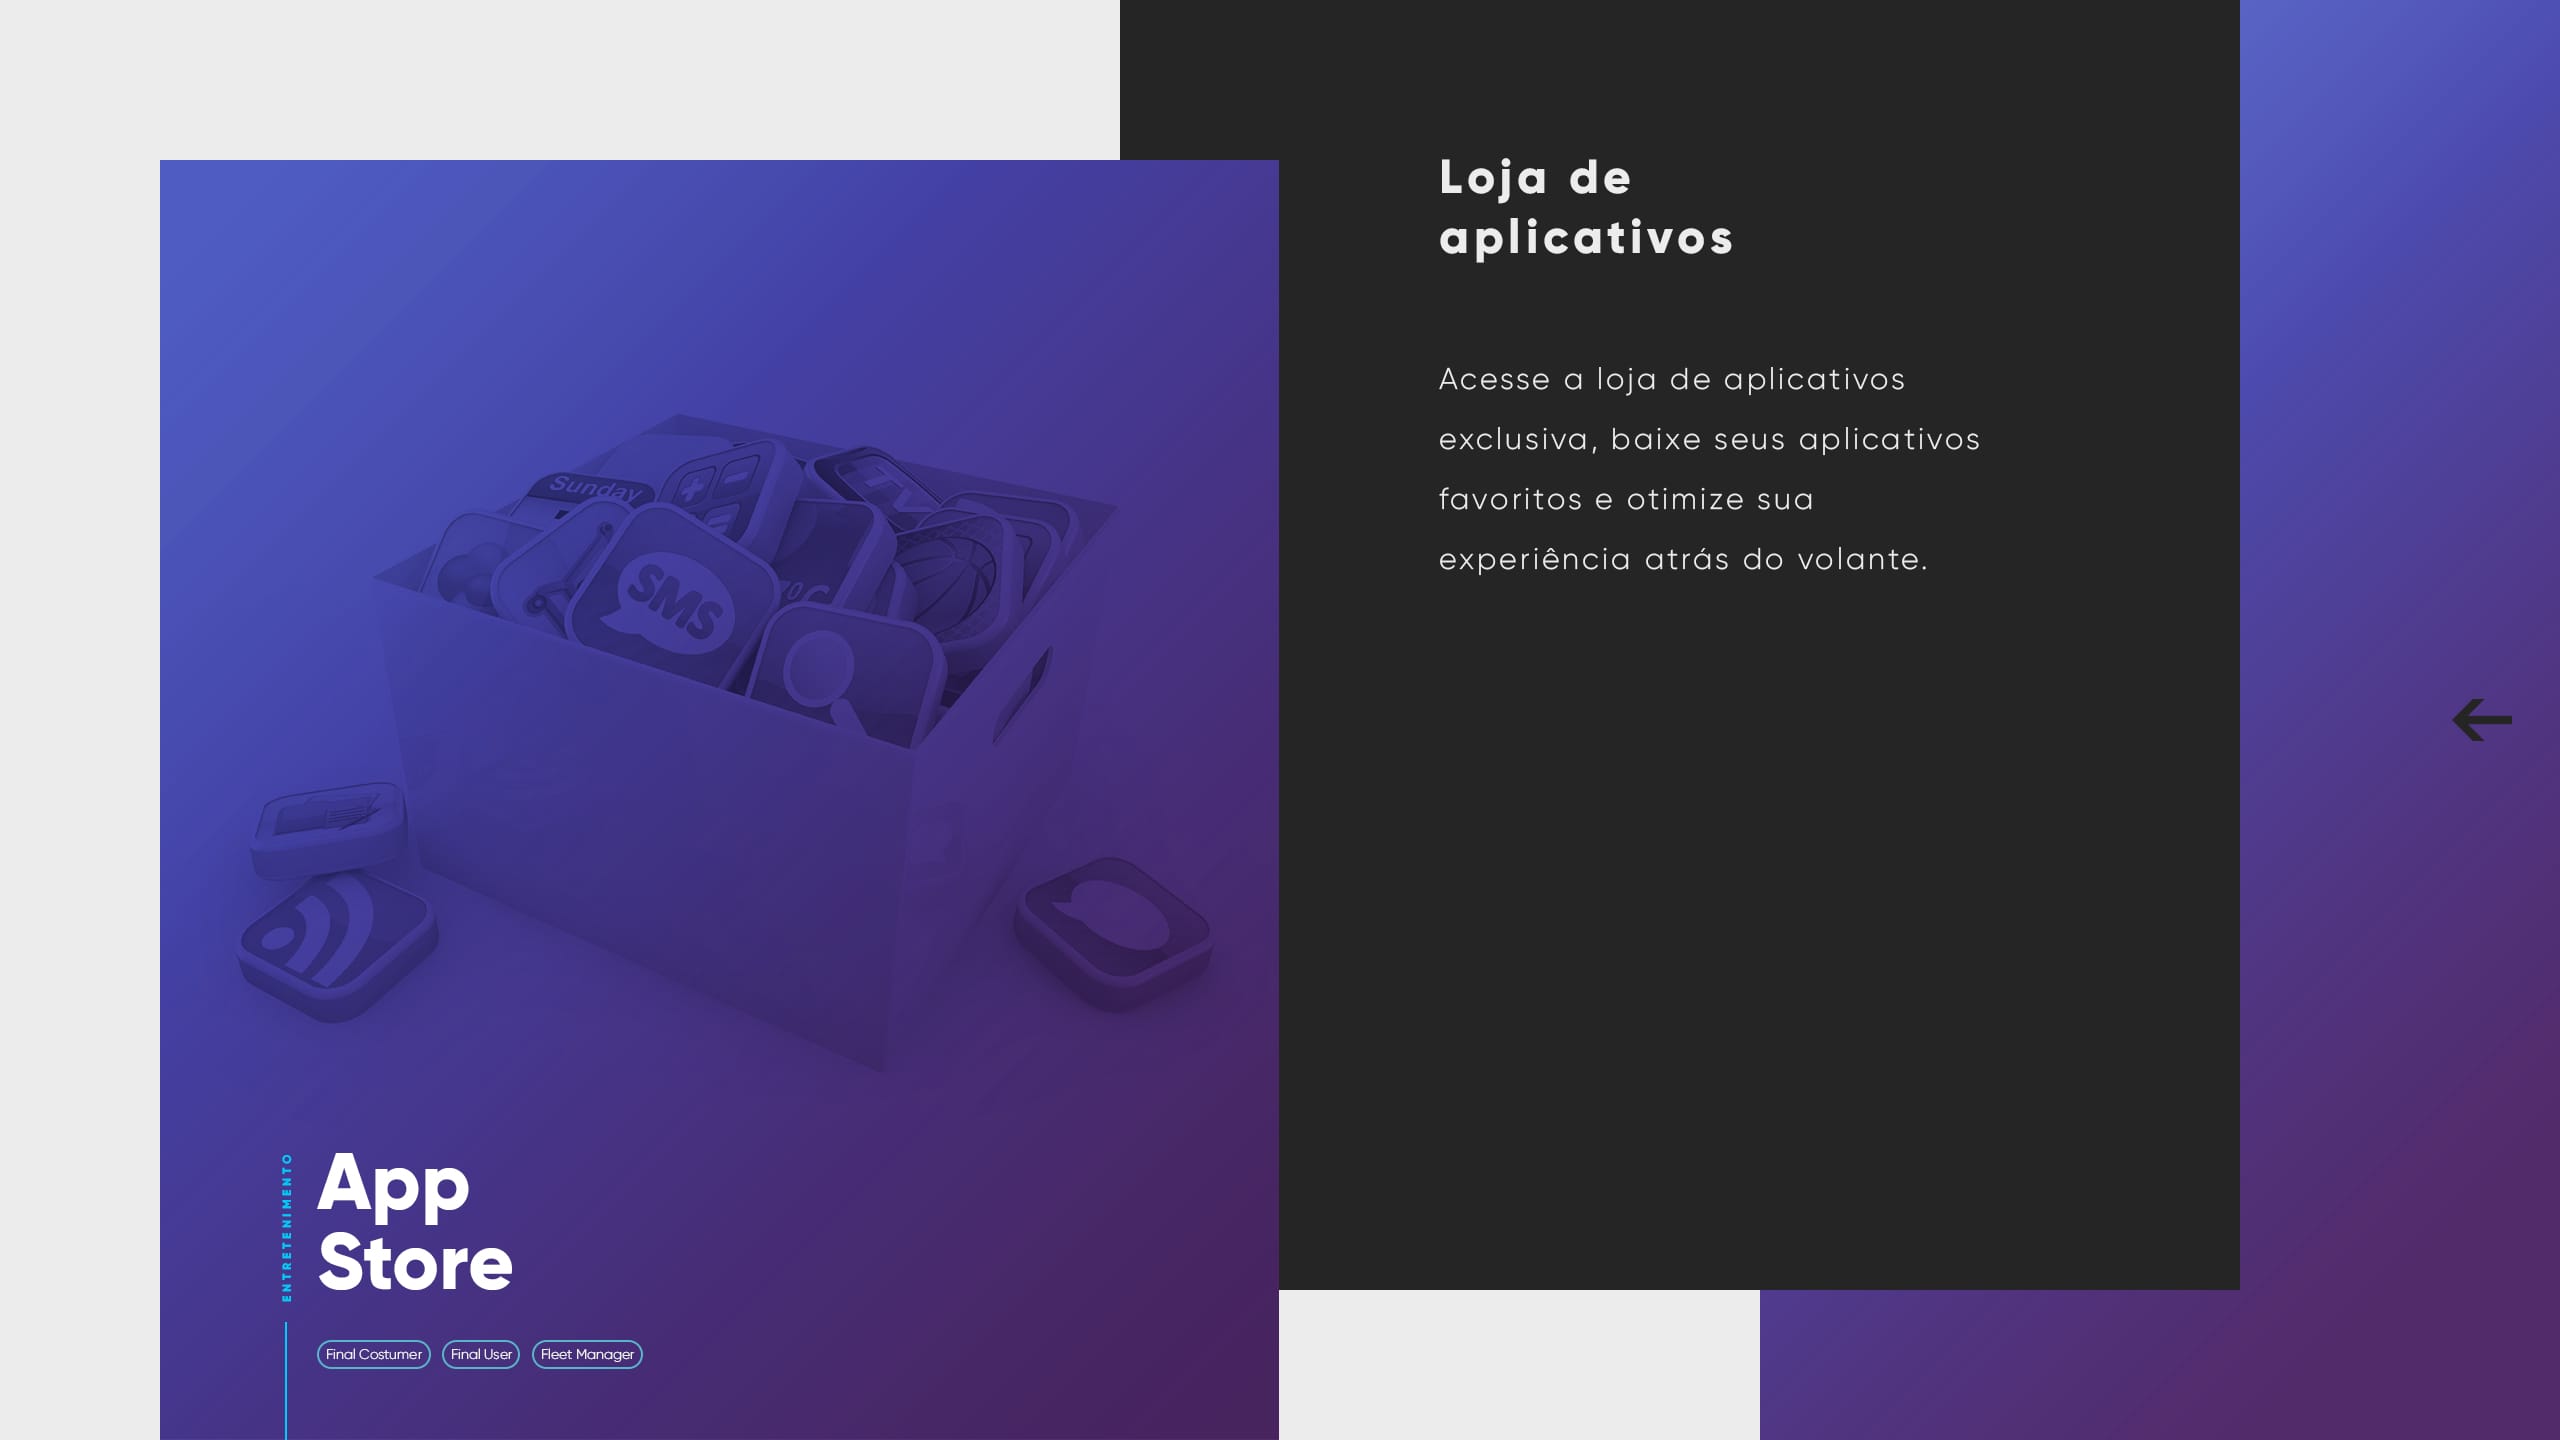 Loja de
aplicativos
Acesse a loja de aplicativos
exclusiva, baixe seus aplicativos
favoritos e otimize sua
experiência atrás do volante.
Sunday
SMS
ENTRETENIMENTO
App
Store
Final Costumer
Final User
Fleet Manager